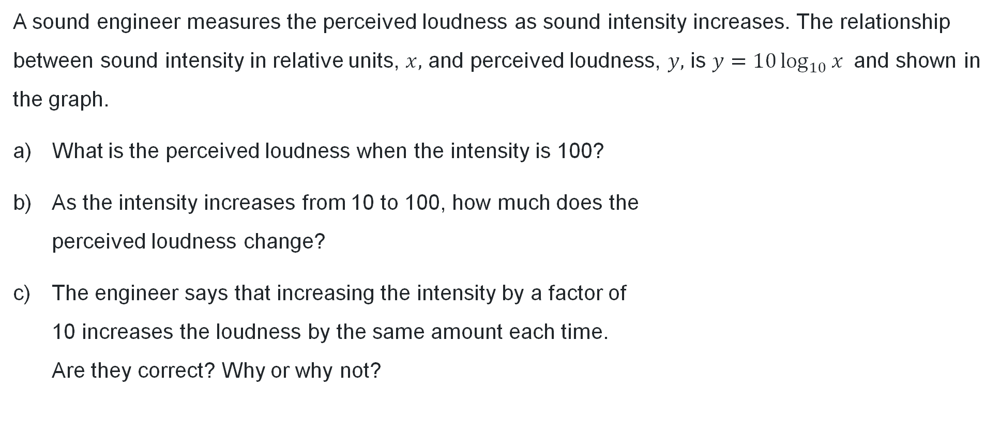 A sound engineer measures the perceived loudness as sound intensity increases. The relationship
between sound intensity in relative units, x, and perceived loudness, y, is y = 10 log₁₀ x and shown in
the graph.
a) What is the perceived loudness when the intensity is 100?
b) As the intensity increases from 10 to 100, how much does the
perceived loudness change?
c) The engineer says that increasing the intensity by a factor of
10 increases the loudness by the same amount each time.
Are they correct? Why or why not?